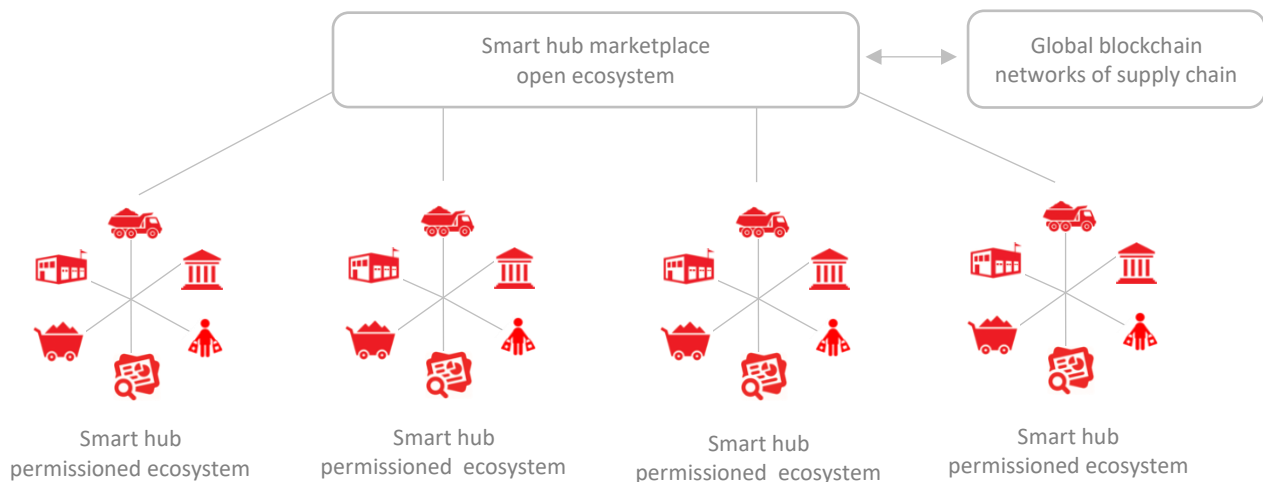 Smart hub marketplace
open ecosystem
Global blockchain
networks of supply chain
Smart hub
permissioned ecosystem
Smart hub
permissioned  ecosystem
Smart hub
permissioned  ecosystem
Smart hub
permissioned ecosystem